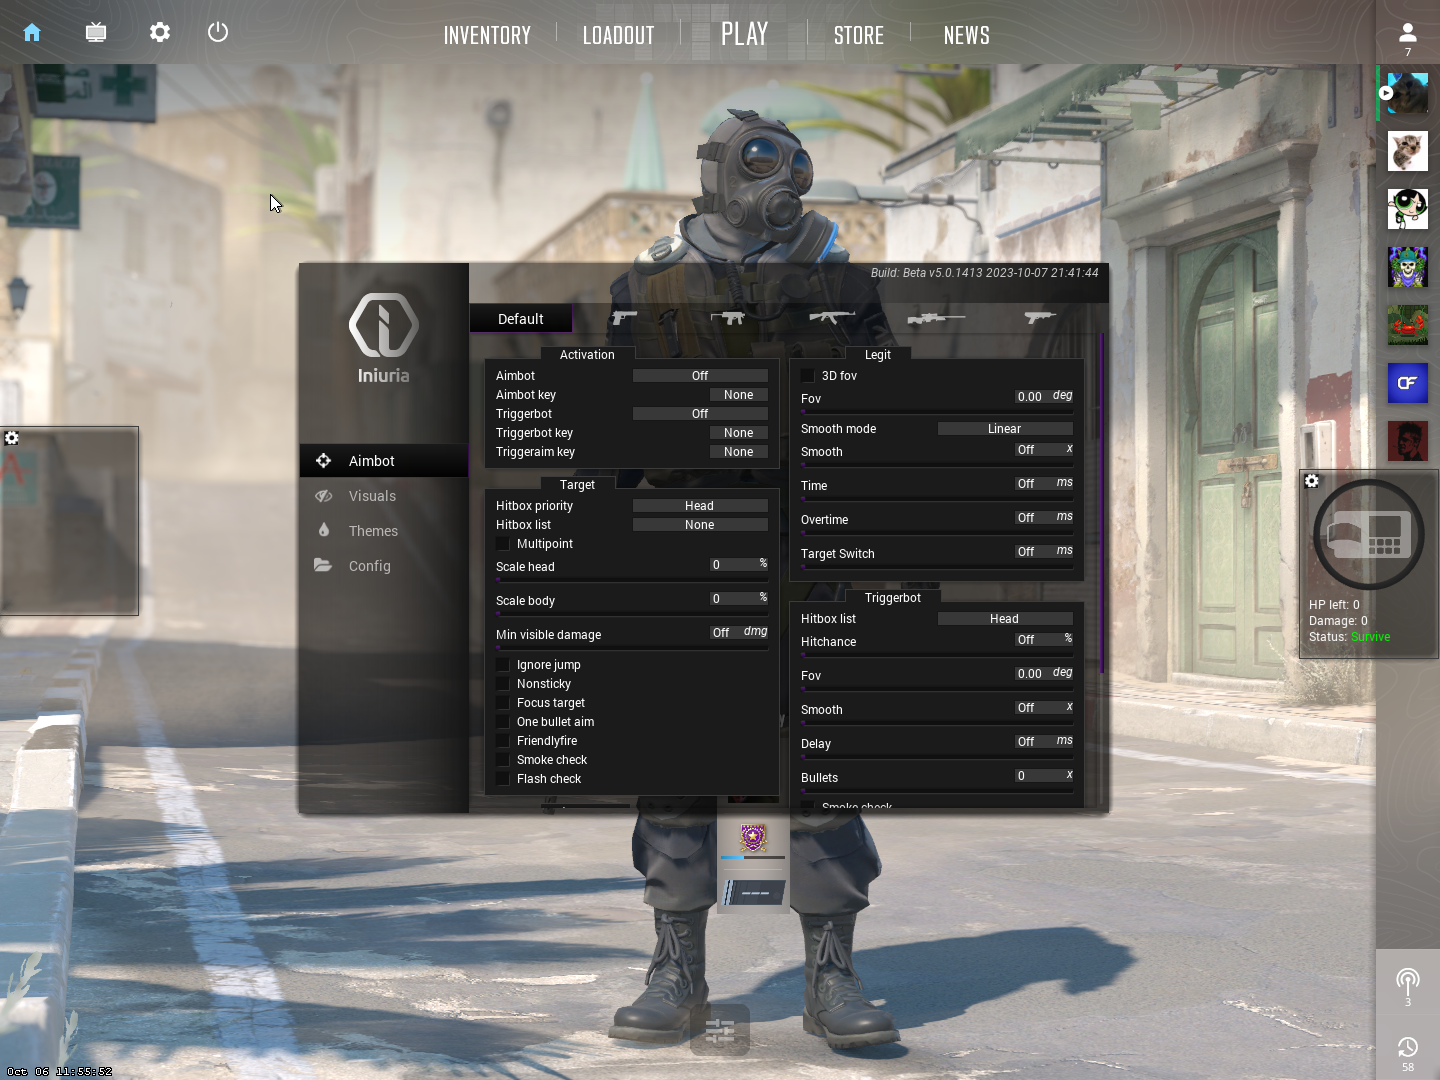 INVENTORY
LOADOUT
PLAY
STORE
NEWS
7
Build: Beta v5.0.1413 2023-10-07 21:41:44
Iniuria
Aimbot
Visuals
Themes
Config
Default
Activation
Aimbot Off
Aimbot key None
Triggerbot Off
Triggerbot key None
Triggeraim key None
Target
Hitbox priority Head
Hitbox list None
Multipoint
Scale head 0 %
Scale body 0 %
Min visible damage Off dmg
Ignore jump
Nonsticky
Focus target
One bullet aim
Friendlyfire
Smoke check
Flash check
Legit
3D fov
Fov 0.00 deg
Smooth mode Linear
Smooth Off x
Time Off ms
Overtime Off ms
Target Switch Off ms
Triggerbot
Hitbox list Head
Hitchance Off %
Fov 0.00 deg
Smooth Off x
Delay Off ms
Bullets 0 x
Smoke check
A
HP left: 0
Damage: 0
Status: Survive
CF
3
58
Oct 06 11:55:52